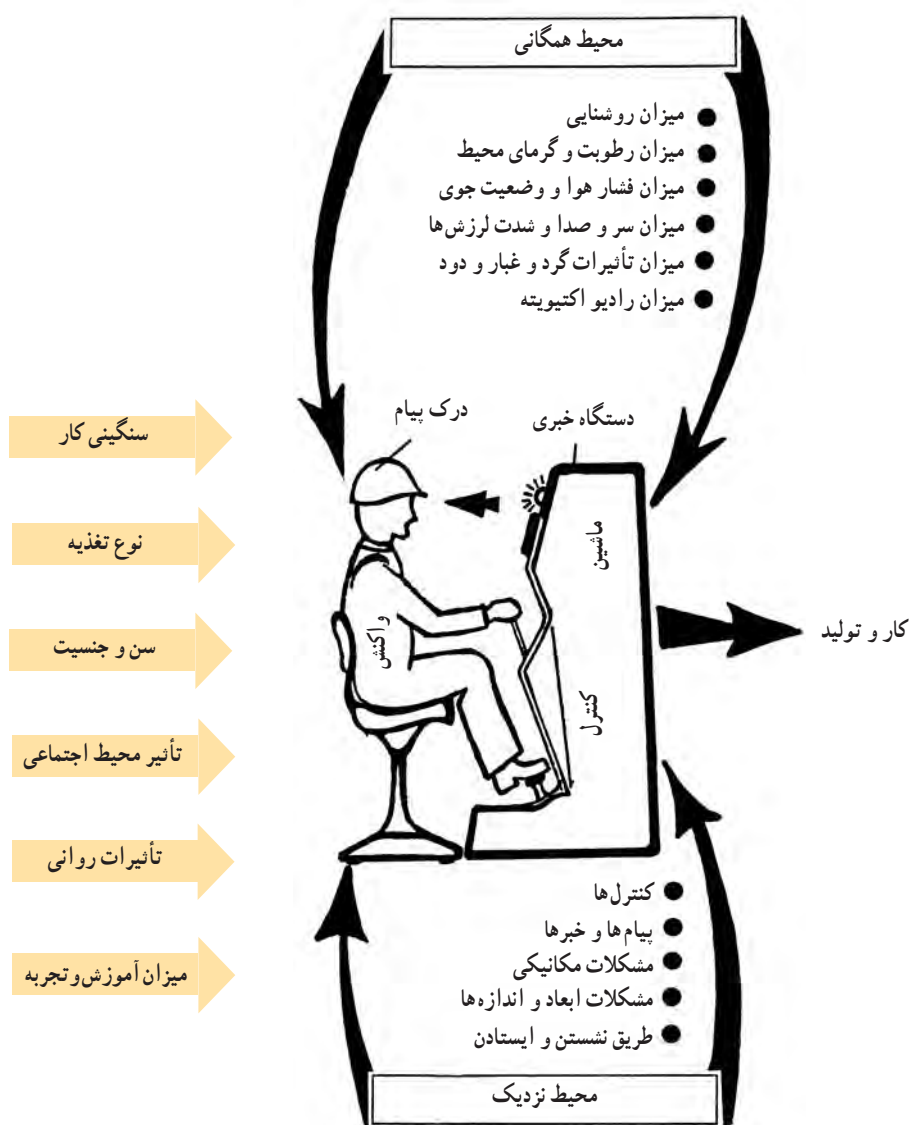 محیط همگانی
میزان روشنایی
میزان رطوبت و گرمای محیط
میزان فشار هوا و وضعیت جوی
میزان سر و صدا و شدت لرزش‌ها
میزان تأثیرات گرد و غبار و دود
میزان رادیو اکتیویته
درک پیام
دستگاه خبری
ماشین
واکنش
کنترل
کار و تولید
سنگینی کار
نوع تغذیه
سن و جنسیت
تأثیر محیط اجتماعی
تأثیرات روانی
میزان آموزش و تجربه
کنترل‌ها
پیام‌ها و خبرها
مشکلات مکانیکی
مشکلات ابعاد و اندازه‌ها
طریق نشستن و ایستادن
محیط نزدیک